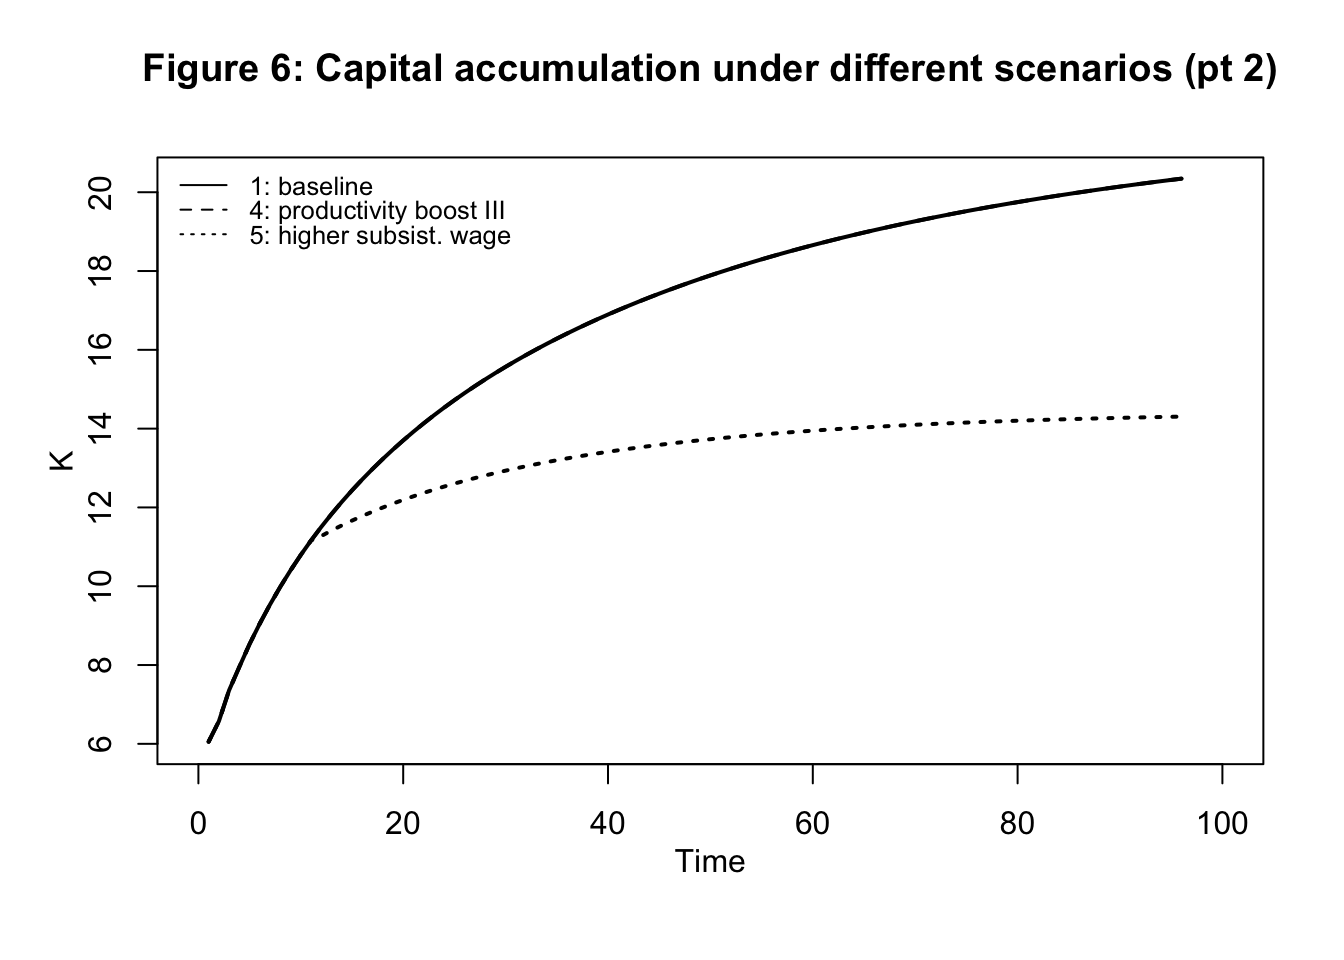 Figure 6: Capital accumulation under different scenarios (pt 2)
1: baseline
4: productivity boost III
5: higher subsist. wage
20
18
16
14
12
10
8
6
K
0 20 40 60 80 100
Time